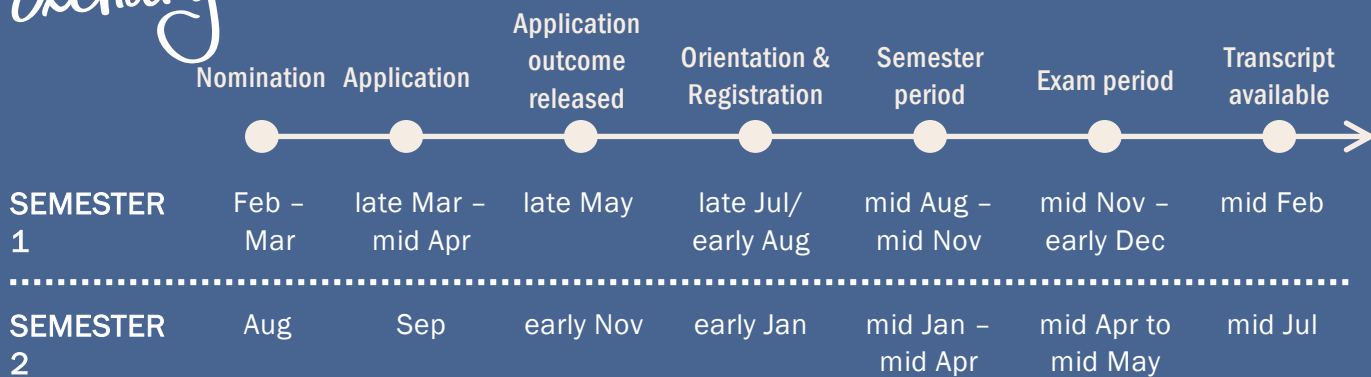 Nomination
Application
Application
outcome
released
Orientation &
Registration
Semester
period
Exam period
Transcript
available
SEMESTER
1
Feb –
Mar
late Mar –
mid Apr
late May
late Jul/
early Aug
mid Aug –
mid Nov
mid Nov –
early Dec
mid Feb
SEMESTER
2
Aug
Sep
early Nov
early Jan
mid Jan –
mid Apr
mid Apr to
mid May
mid Jul